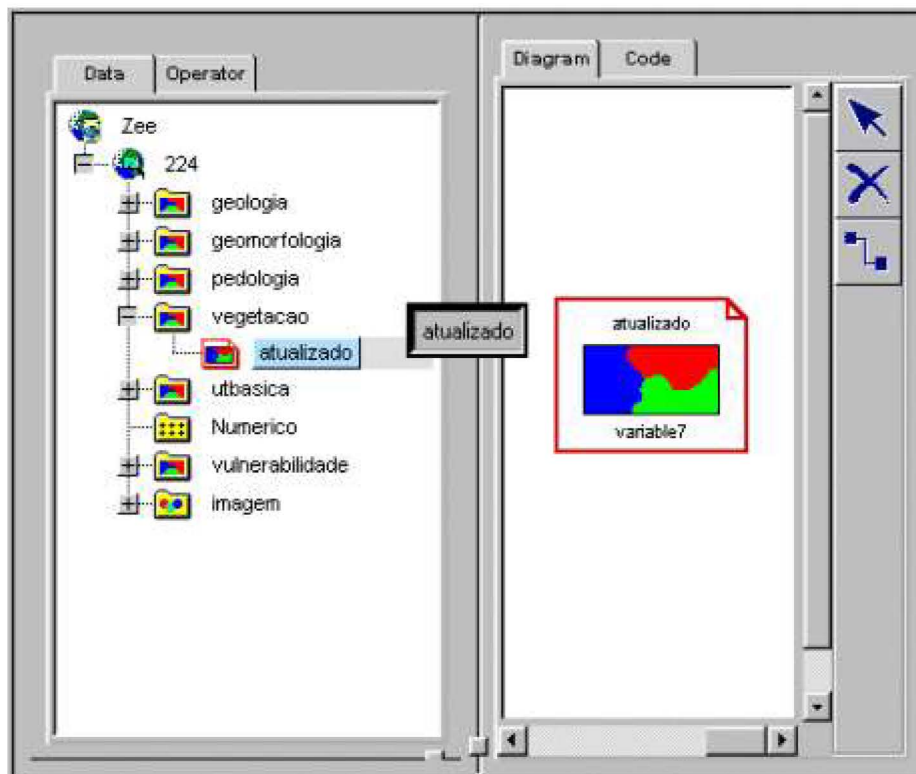 Data Operator
Zee
224
geologia
geomorfologia
pedologia
vegetacao
atualizado
utbasica
Numerico
vulnerabilidade
imagem
atualizado
Diagram Code
atualizado
variable7